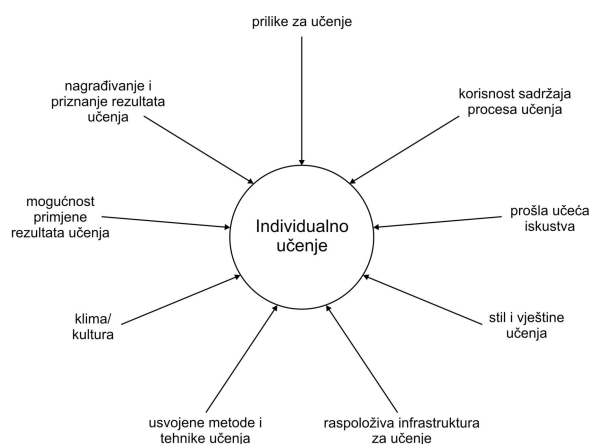 prilike za učenje
korisnost sadržaja
procesa učenja
prošla učeća
iskustva
stil i vještine
učenja
raspoloživa infrastruktura
za učenje
usvojene metode i
tehnike učenja
klima/
kultura
mogućnost
primjene
rezultata učenja
nagrađivanje i
priznanje rezultata
učenja
Individualno
učenje